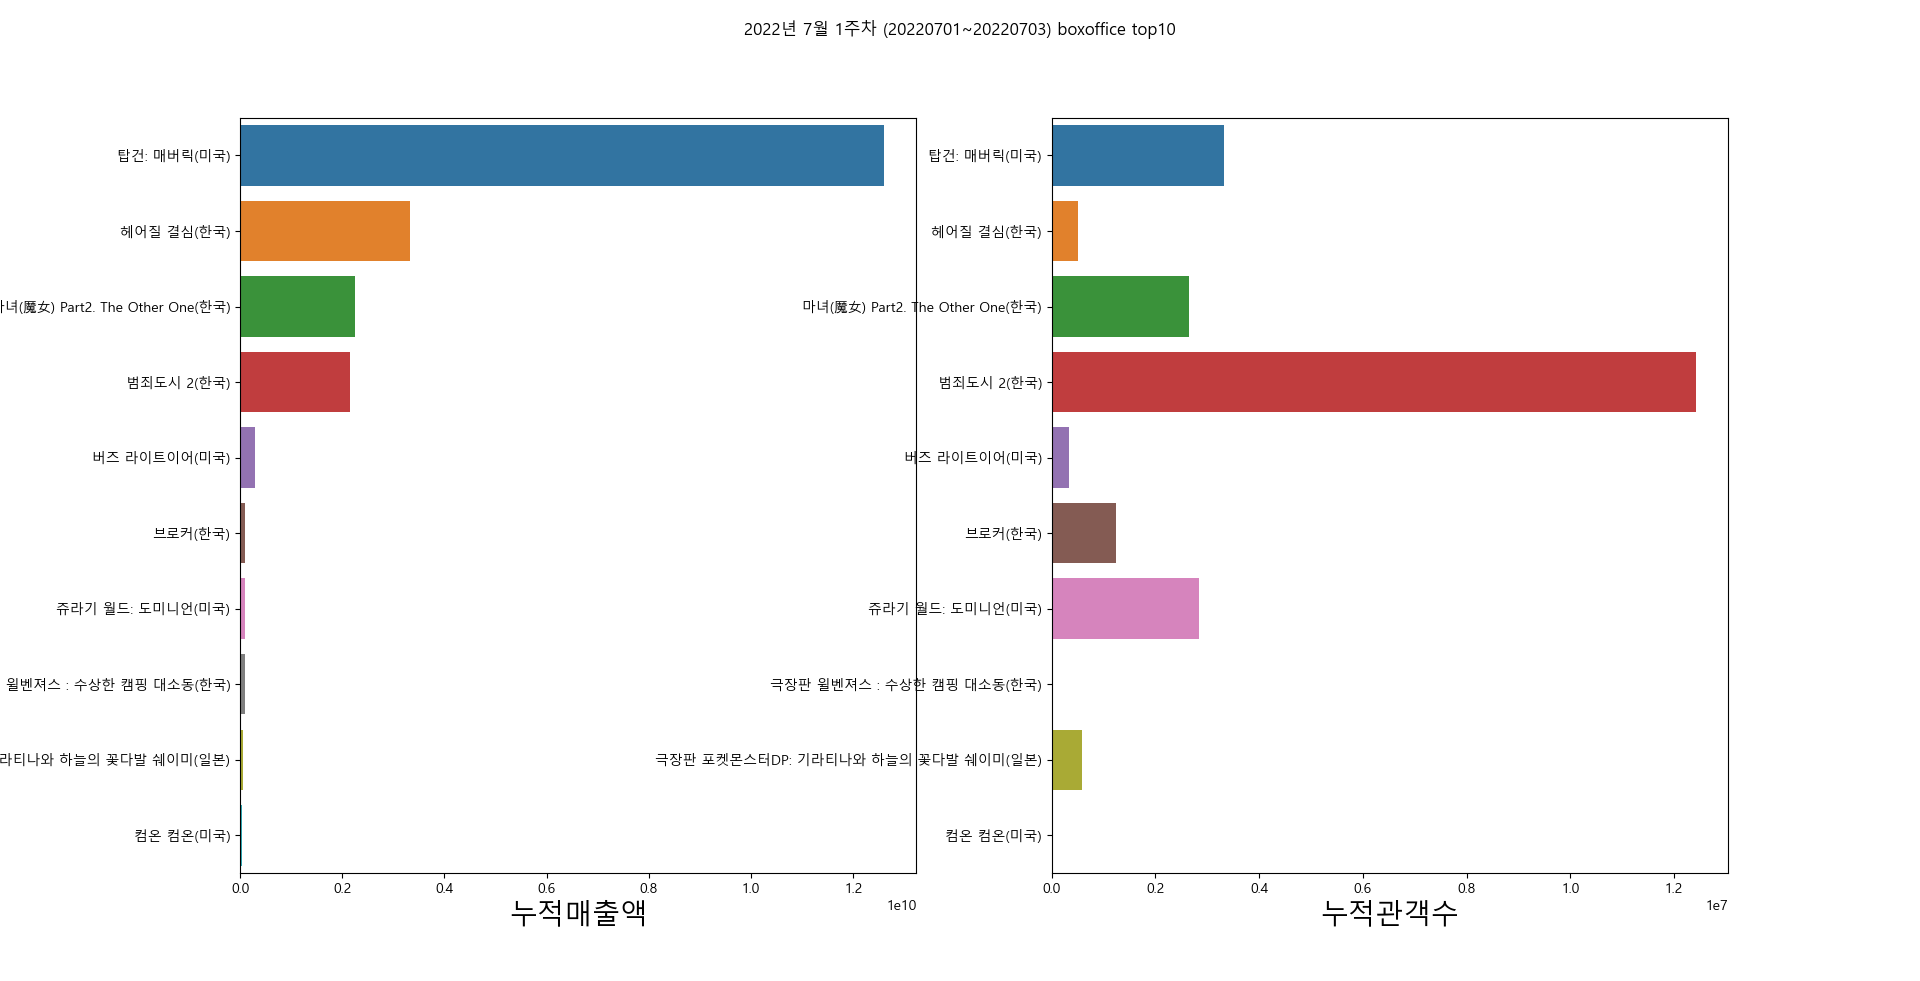 2022년 7월 1주차 (20220701~20220703) boxoffice top10
탑건: 매버릭(미국)
헤어질 결심(한국)
마녀(魔女) Part2. The Other One(한국)
범죄도시 2(한국)
버즈 라이트이어(미국)
브로커(한국)
쥬라기 월드: 도미니언(미국)
윌벤져스 : 수상한 캠핑 대소동(한국)
라티나와 하늘의 꽃다발 쉐이미(일본)
컴온 컴온(미국)
0.0 0.2 0.4 0.6 0.8 1.0 1.2
1e10
누적매출액
탑건: 매버릭(미국)
헤어질 결심(한국)
마녀(魔女) Part2. The Other One(한국)
범죄도시 2(한국)
버즈 라이트이어(미국)
브로커(한국)
쥬라기 월드: 도미니언(미국)
극장판 윌벤져스 : 수상한 캠핑 대소동(한국)
극장판 포켓몬스터DP: 기라티나와 하늘의 꽃다발 쉐이미(일본)
컴온 컴온(미국)
0.0 0.2 0.4 0.6 0.8 1.0 1.2
1e7
누적관객수